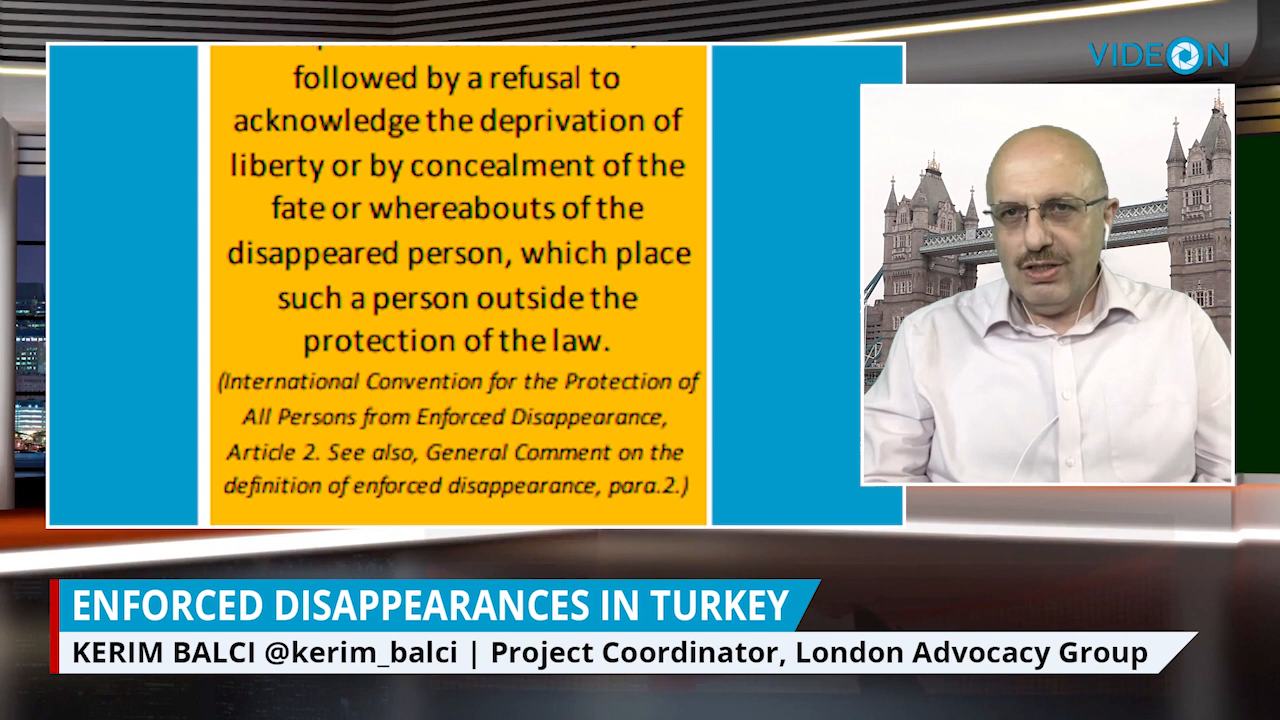 VIDEON
followed by a refusal to
acknowledge the deprivation of
liberty or by concealment of the
fate or whereabouts of the
disappeared person, which place
such a person outside the
protection of the law.
(International Convention for the Protection of
All Persons from Enforced Disappearance,
Article 2. See also, General Comment on the
definition of enforced disappearance, para.2.)
ENFORCED DISAPPEARANCES IN TURKEY
KERIM BALCI @kerim_balci | Project Coordinator, London Advocacy Group